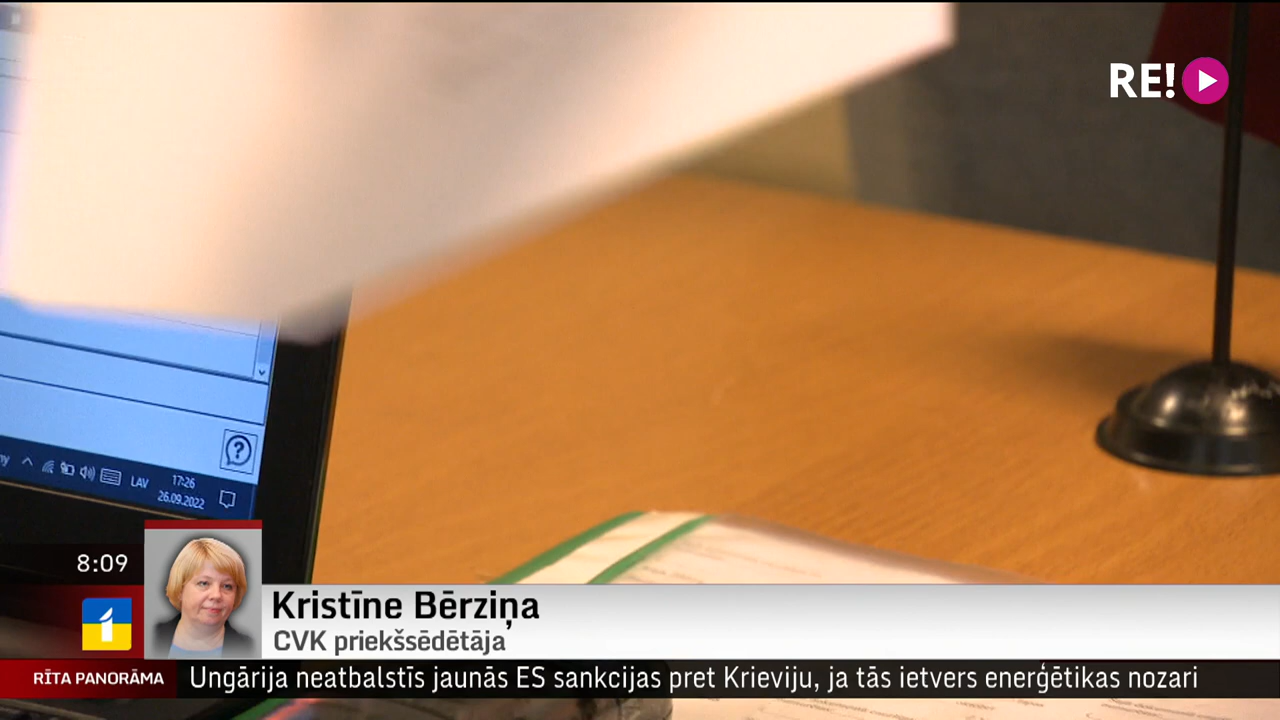 RE!
LAV
17:26
26.09.2022
8:09
1
Kristīne Bērziņa
CVK priekšsēdētāja
RĪTA PANORĀMA
Ungārija neatbalstīs jaunās ES sankcijas pret Krieviju, ja tās ietvers enerģētikas nozari